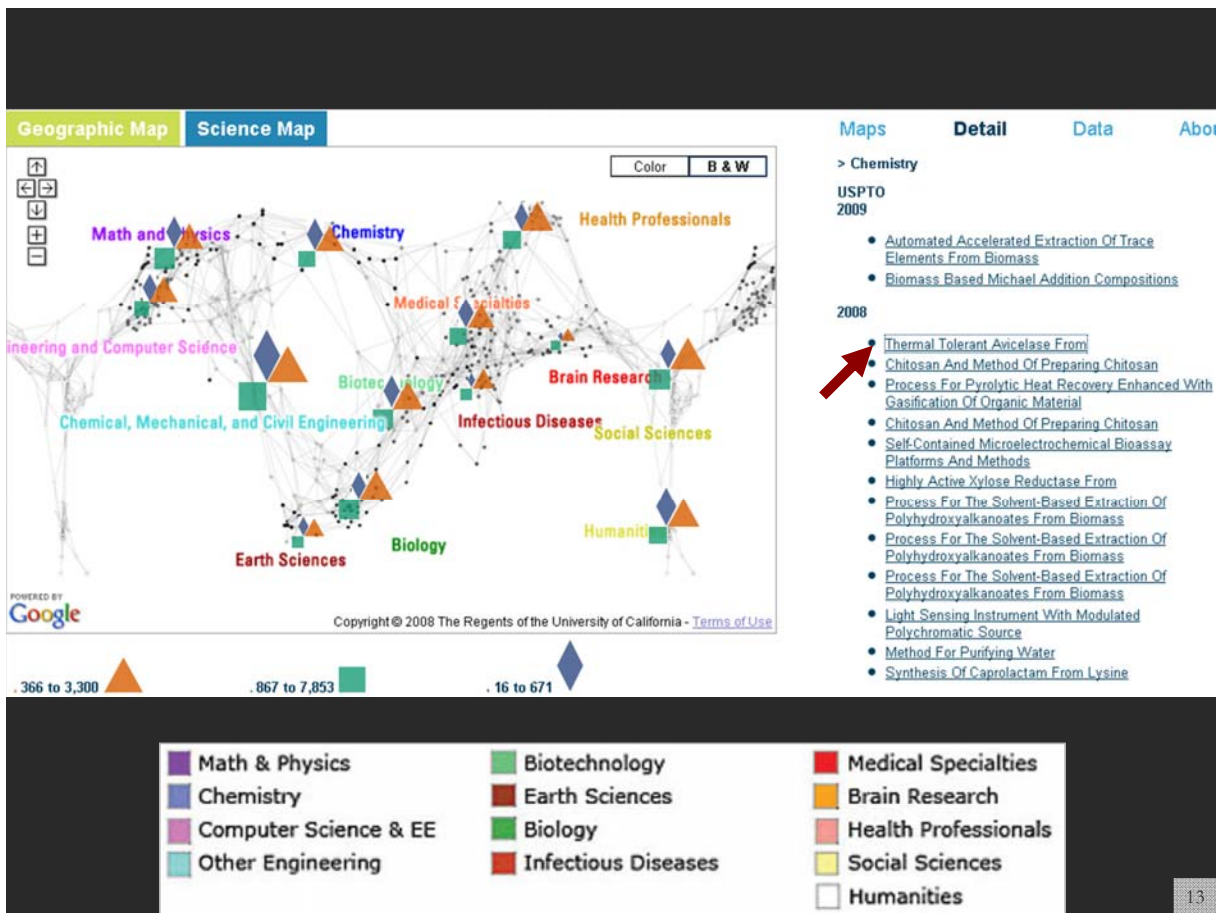 Geographic Map
Science Map
Maps
Detail
Data
Abou
Color
B & W
> Chemistry
USPTO
2009
Automated Accelerated Extraction Of Trace
Elements From Biomass
Biomass Based Michael Addition Compositions
2008
Thermal Tolerant Avicelase From
Chitosan And Method Of Preparing Chitosan
Process For Pyrolytic Heat Recovery Enhanced With
Gasification Of Organic Material
Chitosan And Method Of Preparing Chitosan
Self-Contained Microelectrochemical Bioassay
Platforms And Methods
Highly Active Xylose Reductase From
Process For The Solvent-Based Extraction Of
Polyhydroxyalkanoates From Biomass
Process For The Solvent-Based Extraction Of
Polyhydroxyalkanoates From Biomass
Process For The Solvent-Based Extraction Of
Polyhydroxyalkanoates From Biomass
Light Sensing Instrument With Modulated
Polychromatic Source
Method For Purifying Water
Synthesis Of Caprolactam From Lysine
Health Professionals
Math and Physics
Chemistry
Medical Specialties
ineering and Computer Science
Brain Research
Biotechnology
Chemical, Mechanical, and Civil Engineering
Infectious Diseases
Social Sciences
Humaniti
Biology
Earth Sciences
POWERED BY
Google
Copyright © 2008 The Regents of the University of California - Terms of Use
. 366 to 3,300
. 867 to 7,853
. 16 to 671
Math & Physics
Chemistry
Computer Science & EE
Other Engineering
Biotechnology
Earth Sciences
Biology
Infectious Diseases
Medical Specialties
Brain Research
Health Professionals
Social Sciences
Humanities
13